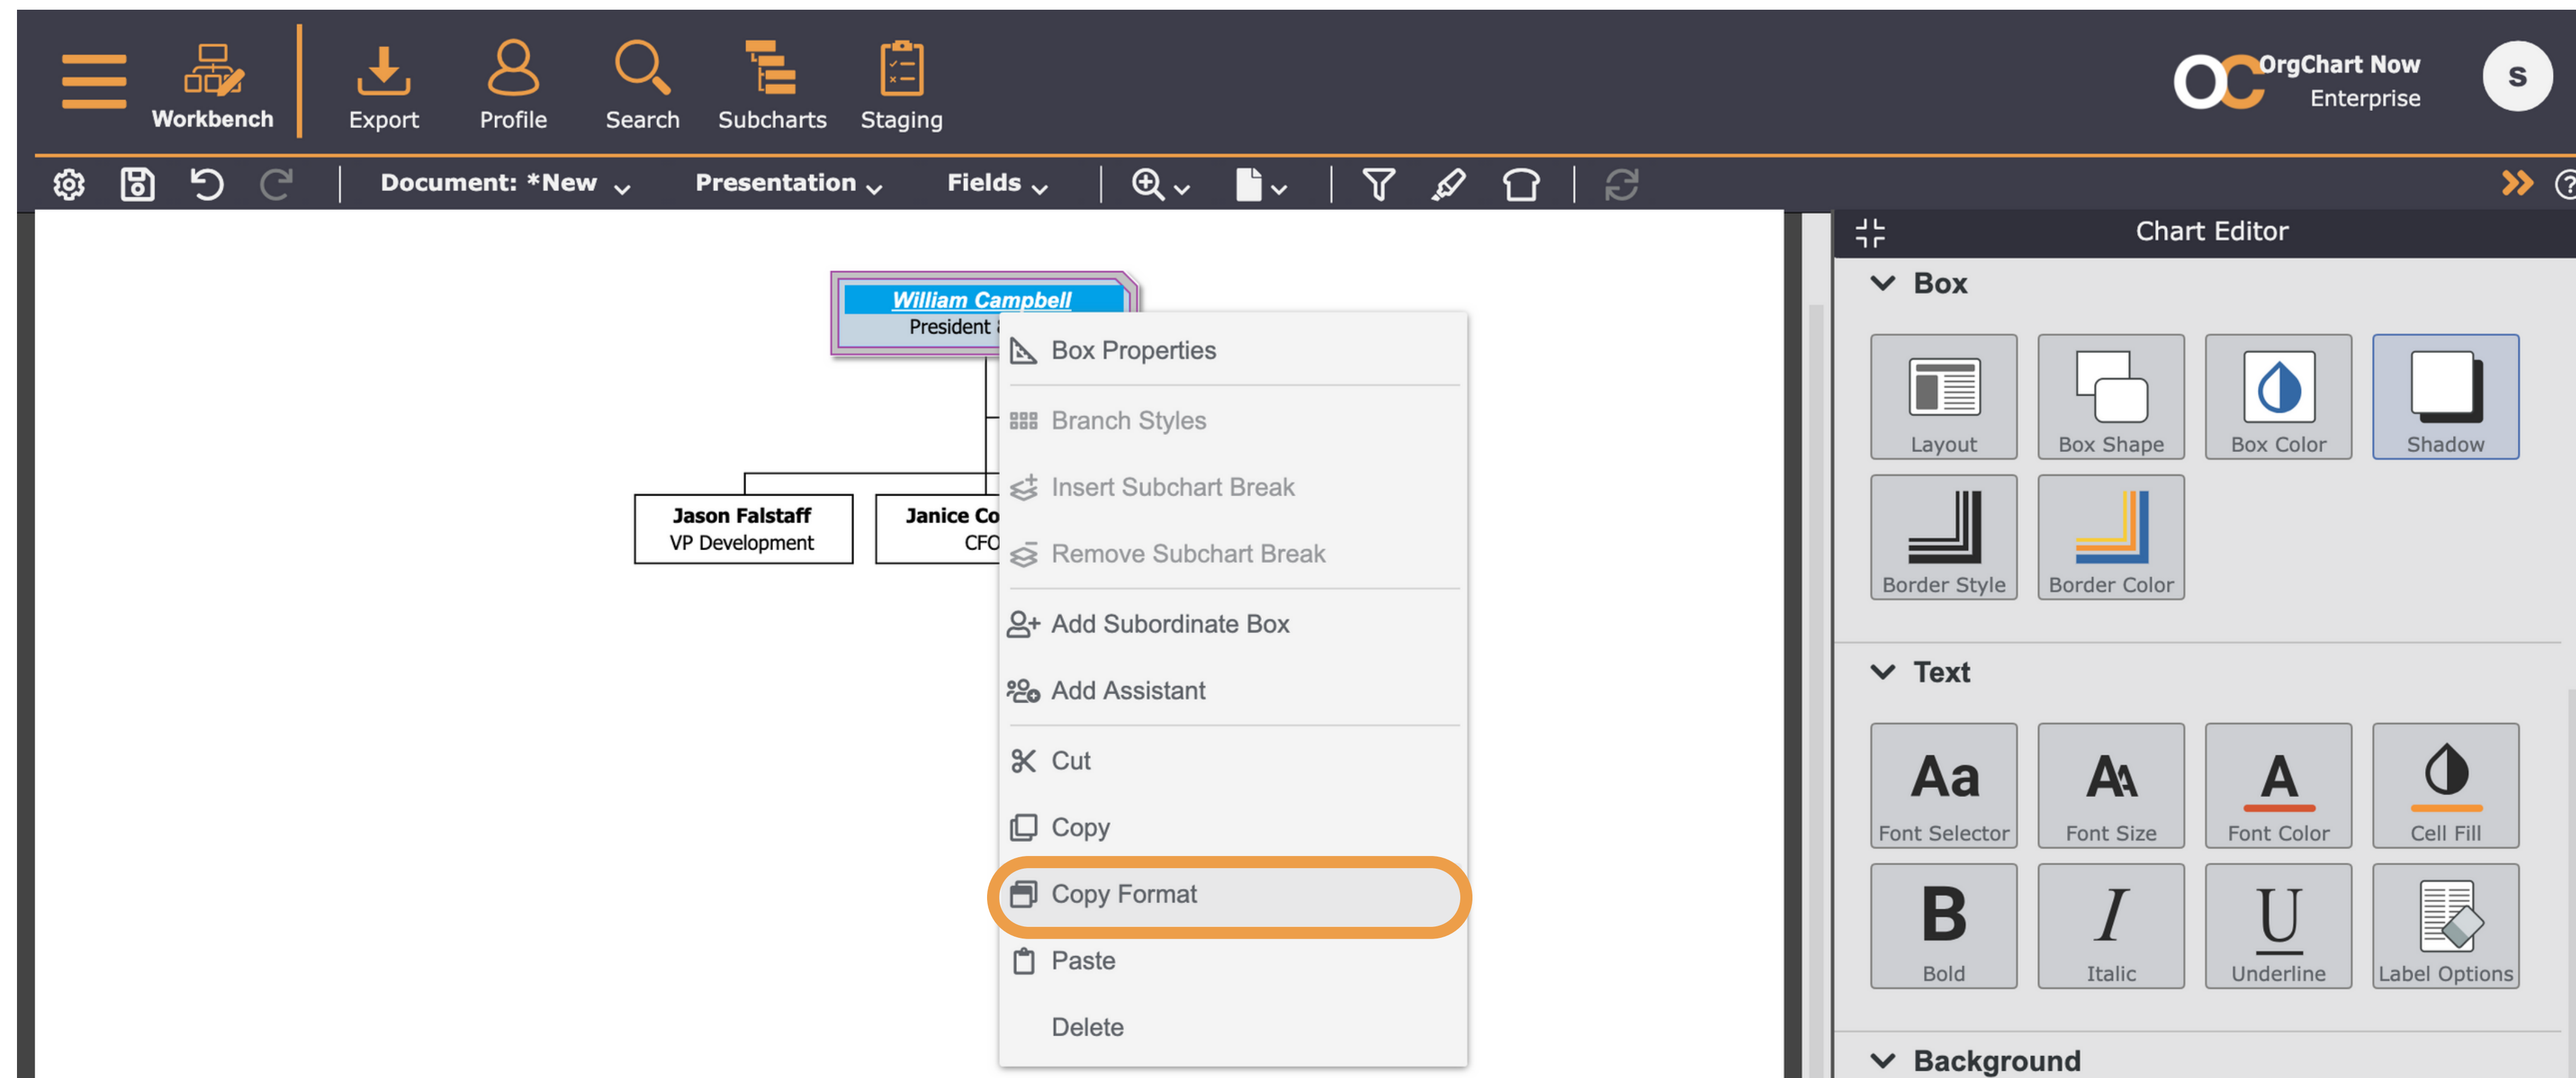 Workbench
Export
Profile
Search
Subcharts
Staging
OC OrgChart Now
Enterprise
S
Document: *New
Presentation
Fields
Chart Editor
William Campbell
President
Jason Falstaff
VP Development
Janice Co
CFO
Box Properties
Branch Styles
Insert Subchart Break
Remove Subchart Break
Add Subordinate Box
Add Assistant
Cut
Copy
Copy Format
Paste
Delete
Box
Layout
Box Shape
Box Color
Shadow
Border Style
Border Color
Text
Aa
Font Selector
AA
Font Size
A
Font Color
Cell Fill
B
Bold
I
Italic
U
Underline
Label Options
Background